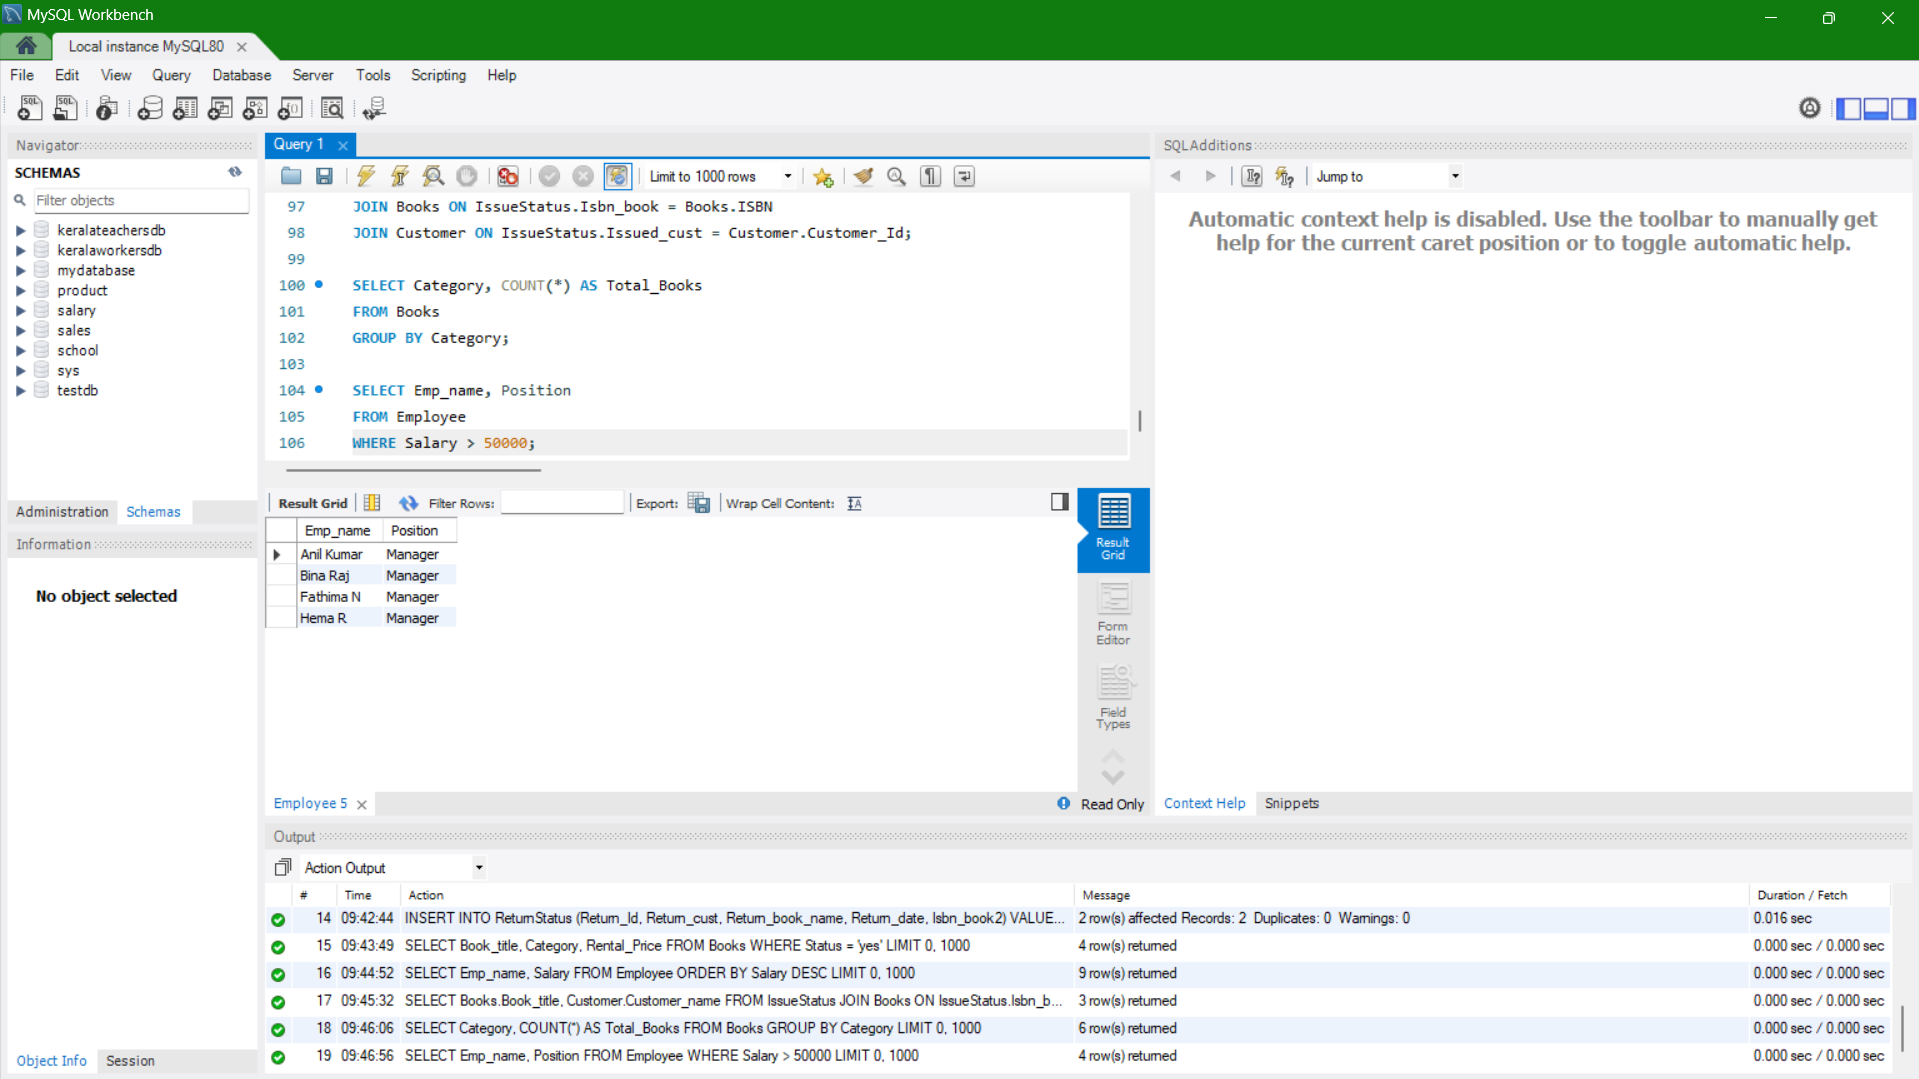 MySQL Workbench
Local instance MySQL80
File Edit View Query Database Server Tools Scripting Help
Navigator
SCHEMAS
Filter objects
keralateachersdb
keralaworkersdb
mydatabase
product
salary
sales
school
sys
testdb
Administration Schemas
Information
No object selected
Object Info Session
Query 1
Limit to 1000 rows
97 JOIN Books ON IssueStatus.Isbn_book = Books.ISBN
98 JOIN Customer ON IssueStatus.Issued_cust = Customer.Customer_Id;
99
100 SELECT Category, COUNT(*) AS Total_Books
101 FROM Books
102 GROUP BY Category;
103
104 SELECT Emp_name, Position
105 FROM Employee
106 WHERE Salary > 50000;
Result Grid Filter Rows: Export: Wrap Cell Content:
Emp_name Position
Anil Kumar Manager
Bina Raj Manager
Fathima N Manager
Hema R Manager
Result
Grid
Form
Editor
Field
Types
Employee 5
Read Only
SQLAdditions
Jump to
Automatic context help is disabled. Use the toolbar to manually get
help for the current caret position or to toggle automatic help.
Context Help Snippets
Output
Action Output
# Time Action Message Duration / Fetch
14 09:42:44 INSERT INTO ReturnStatus (Return_Id, Return_cust, Return_book_name, Return_date, Isbn_book2) VALUE... 2 row(s) affected Records: 2 Duplicates: 0 Warnings: 0 0.016 sec
15 09:43:49 SELECT Book_title, Category, Rental_Price FROM Books WHERE Status = 'yes' LIMIT 0, 1000 4 row(s) returned 0.000 sec / 0.000 sec
16 09:44:52 SELECT Emp_name, Salary FROM Employee ORDER BY Salary DESC LIMIT 0, 1000 9 row(s) returned 0.000 sec / 0.000 sec
17 09:45:32 SELECT Books.Book_title, Customer.Customer_name FROM IssueStatus JOIN Books ON IssueStatus.Isbn_b... 3 row(s) returned 0.000 sec / 0.000 sec
18 09:46:06 SELECT Category, COUNT(*) AS Total_Books FROM Books GROUP BY Category LIMIT 0, 1000 6 row(s) returned 0.000 sec / 0.000 sec
19 09:46:56 SELECT Emp_name, Position FROM Employee WHERE Salary > 50000 LIMIT 0, 1000 4 row(s) returned 0.000 sec / 0.000 sec